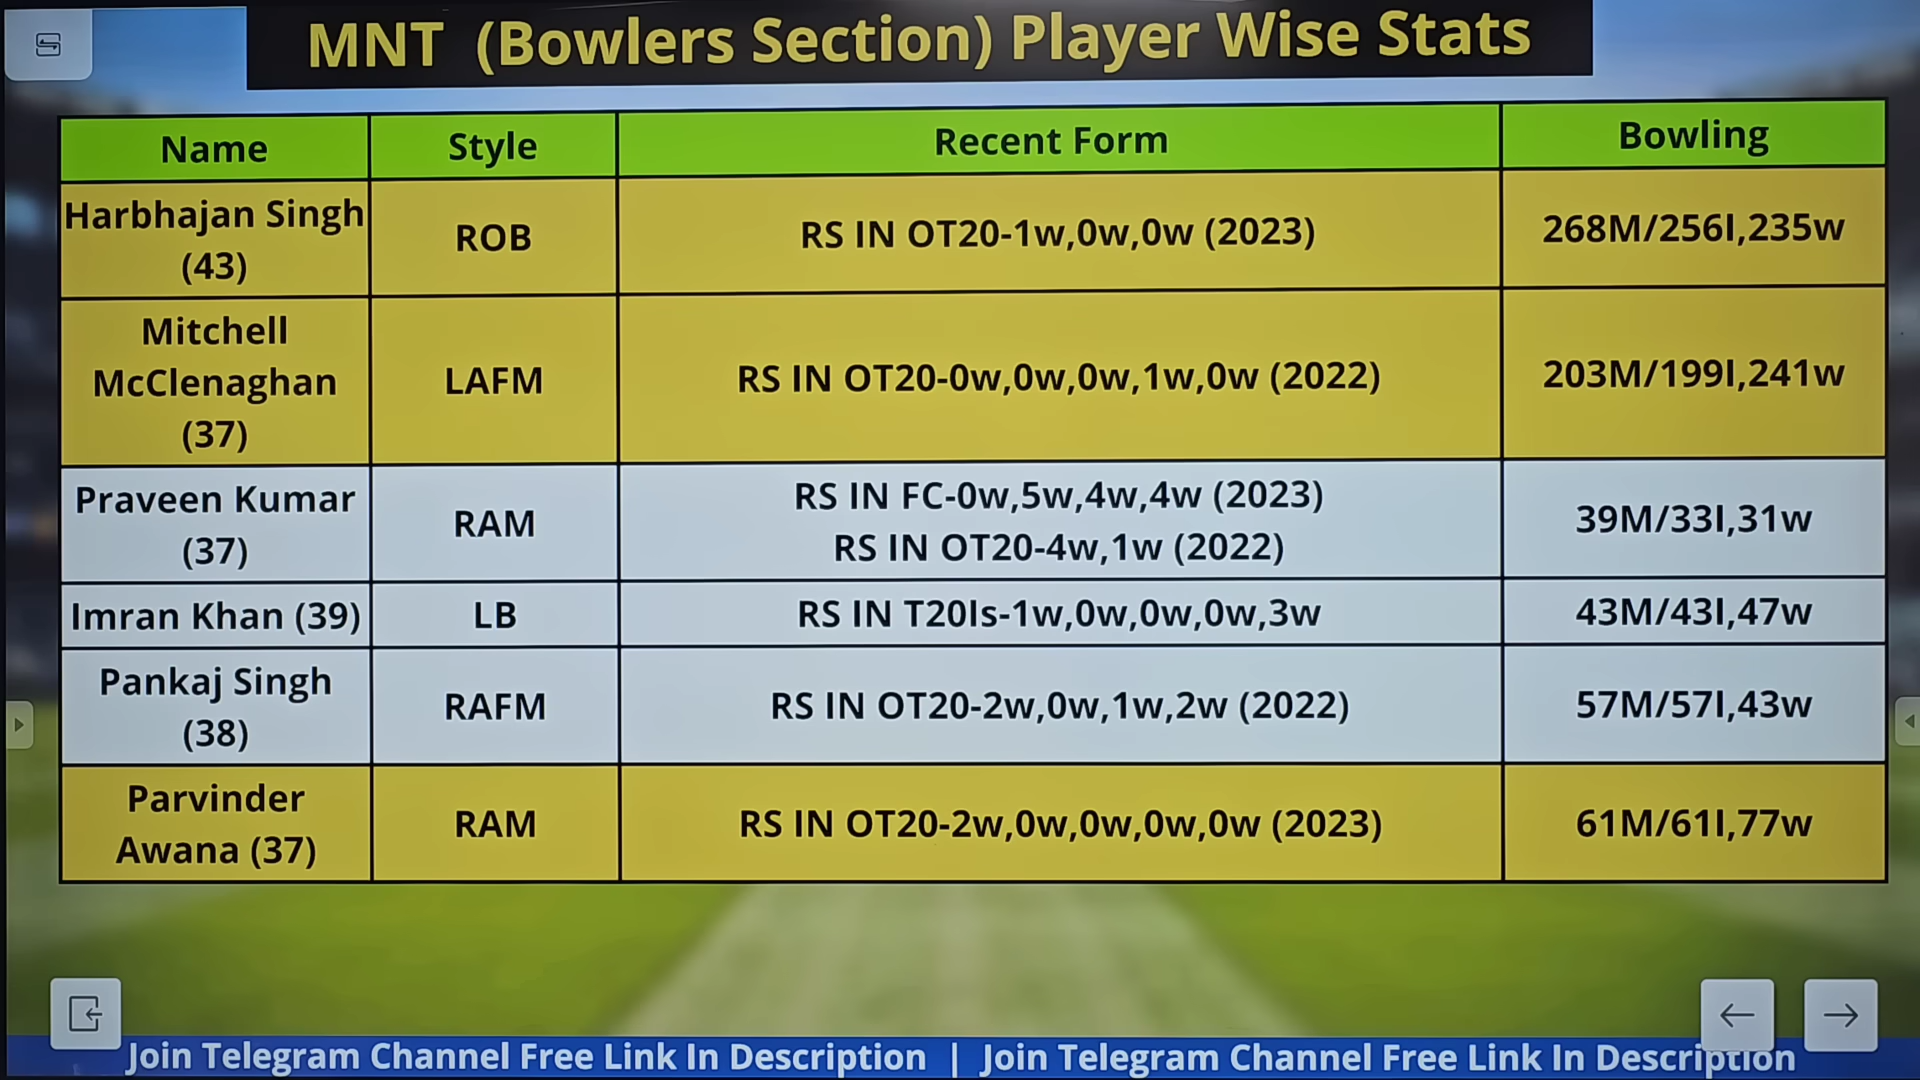 MNT (Bowlers Section) Player Wise Stats
Name Style Recent Form Bowling
Harbhajan Singh (43) ROB RS IN OT20-1w,0w,0w (2023) 268M/256I,235w
Mitchell McClenaghan (37) LAFM RS IN OT20-0w,0w,0w,1w,0w (2022) 203M/199I,241w
Praveen Kumar (37) RAM RS IN FC-0w,5w,4w,4w (2023) RS IN OT20-4w,1w (2022) 39M/33I,31w
Imran Khan (39) LB RS IN T20Is-1w,0w,0w,0w,3w 43M/43I,47w
Pankaj Singh (38) RAFM RS IN OT20-2w,0w,1w,2w (2022) 57M/57I,43w
Parvinder Awana (37) RAM RS IN OT20-2w,0w,0w,0w,0w (2023) 61M/61I,77w
Join Telegram Channel Free Link In Description | Join Telegram Channel Free Link In Description